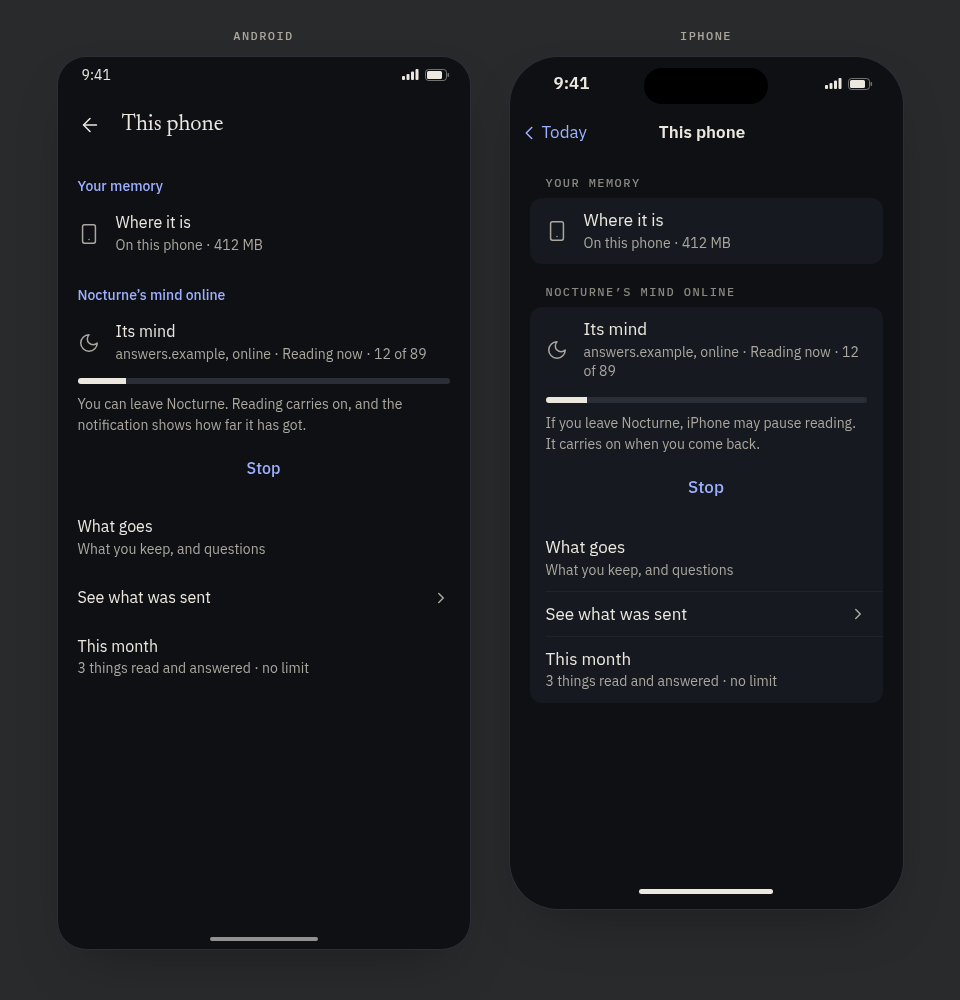 ANDROID
9:41
This phone
Your memory
Where it is
On this phone · 412 MB
Nocturne’s mind online
Its mind
answers.example, online · Reading now · 12 of 89
You can leave Nocturne. Reading carries on, and the
notification shows how far it has got.
Stop
What goes
What you keep, and questions
See what was sent
This month
3 things read and answered · no limit
IPHONE
9:41
Today
This phone
YOUR MEMORY
Where it is
On this phone · 412 MB
NOCTURNE’S MIND ONLINE
Its mind
answers.example, online · Reading now · 12
of 89
If you leave Nocturne, iPhone may pause reading.
It carries on when you come back.
Stop
What goes
What you keep, and questions
See what was sent
This month
3 things read and answered · no limit